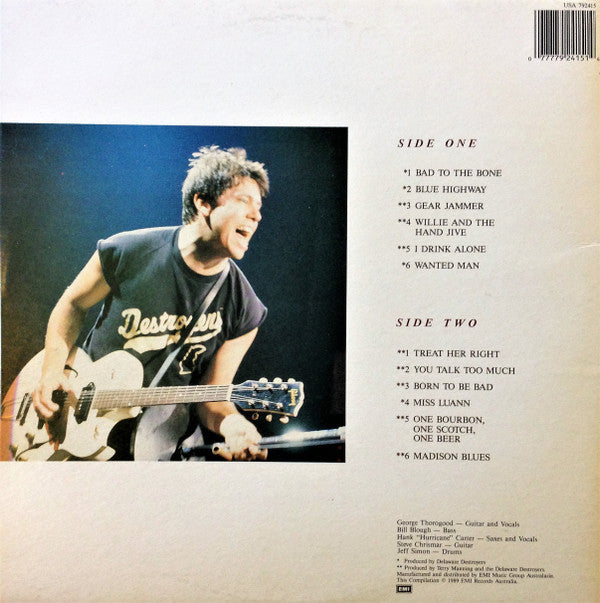 USA 792415
0 77779 24151 6
SIDE ONE
*1 BAD TO THE BONE
*2 BLUE HIGHWAY
**3 GEAR JAMMER
**4 WILLIE AND THE
HAND JIVE
**5 I DRINK ALONE
*6 WANTED MAN
Destroyers
SIDE TWO
**1 TREAT HER RIGHT
**2 YOU TALK TOO MUCH
**3 BORN TO BE BAD
*4 MISS LUANN
**5 ONE BOURBON,
ONE SCOTCH,
ONE BEER
**6 MADISON BLUES
George Thorogood — Guitar and Vocals
Bill Blough — Bass
Hank "Hurricane" Carter — Saxes and Vocals
Steve Chrismar — Guitar
Jeff Simon — Drums
* Produced by Delaware Destroyers
** Produced by Terry Manning and the Delaware Destroyers.
Manufactured and distributed by EMI Music Group Australasia.
This Compilation © 1989 EMI Records Australia.
EMI